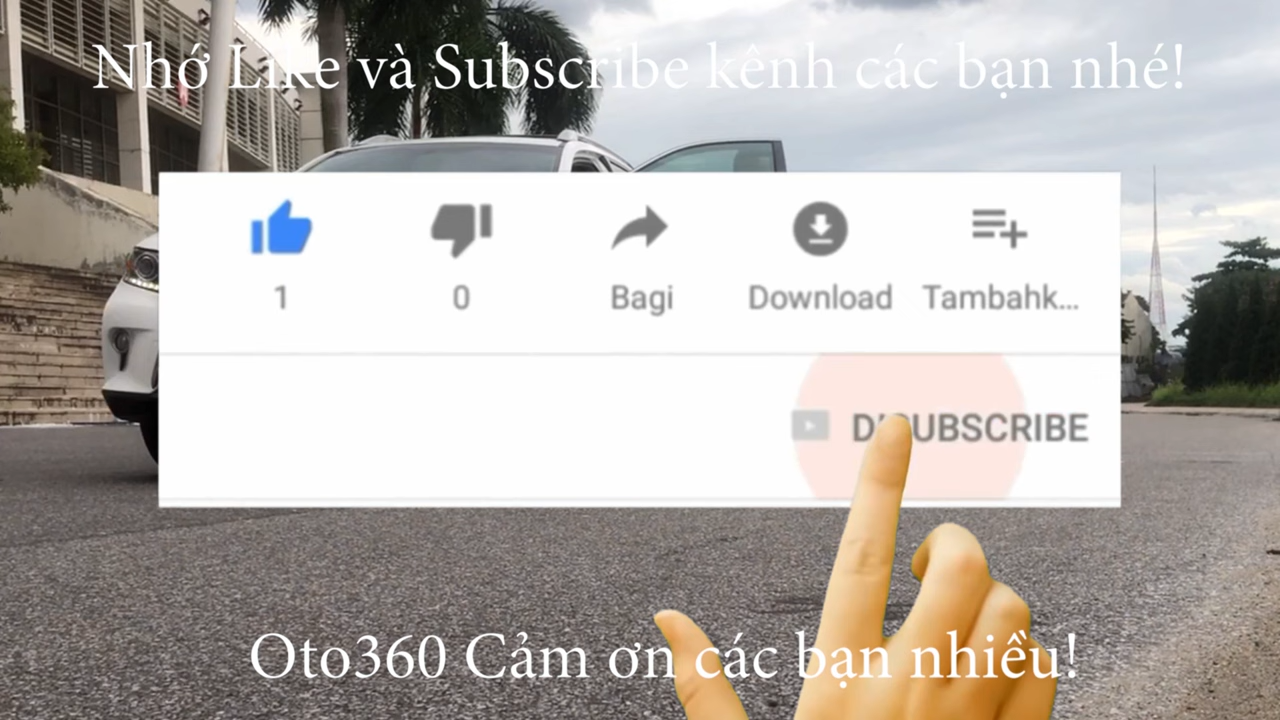 Nhớ Like và Subscribe kênh các bạn nhé!
1 0 Bagi Download Tambahk...
Oto360 Cảm ơn các bạn nhiều!